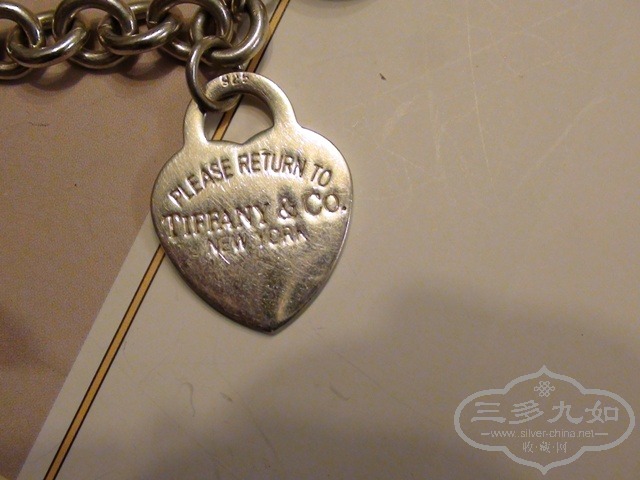 925
PLEASE RETURN TO
TIFFANY & CO.
NEW YORK
三多九如
www.silver-china.net
收·藏·网